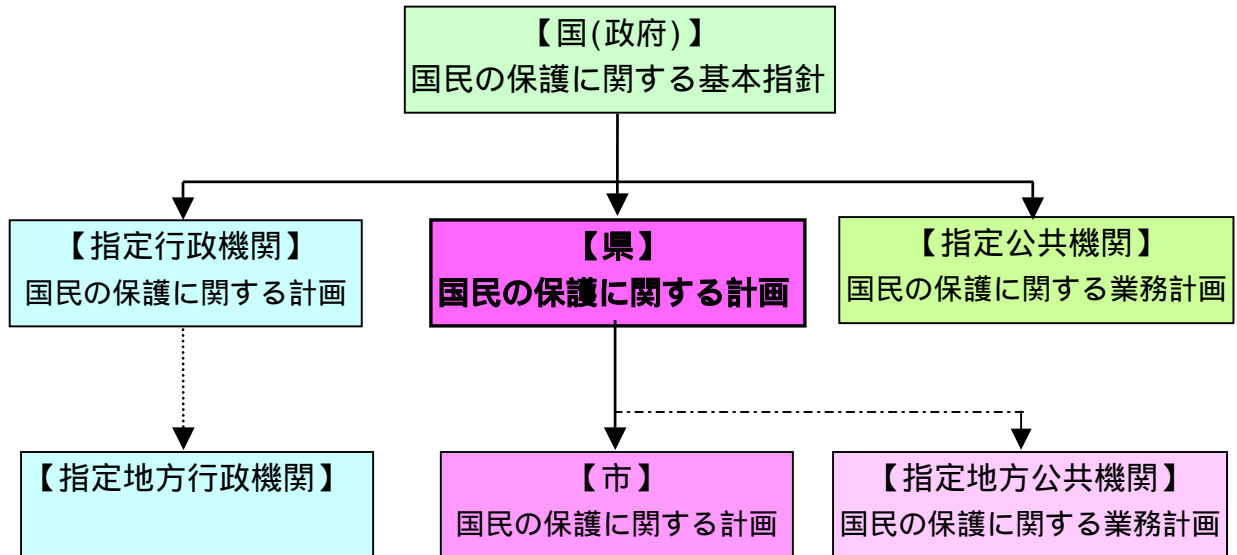 【国(政府)】
国民の保護に関する基本指針
【指定行政機関】
国民の保護に関する計画
【県】
国民の保護に関する計画
【指定公共機関】
国民の保護に関する業務計画
【指定地方行政機関】
【市】
国民の保護に関する計画
【指定地方公共機関】
国民の保護に関する業務計画